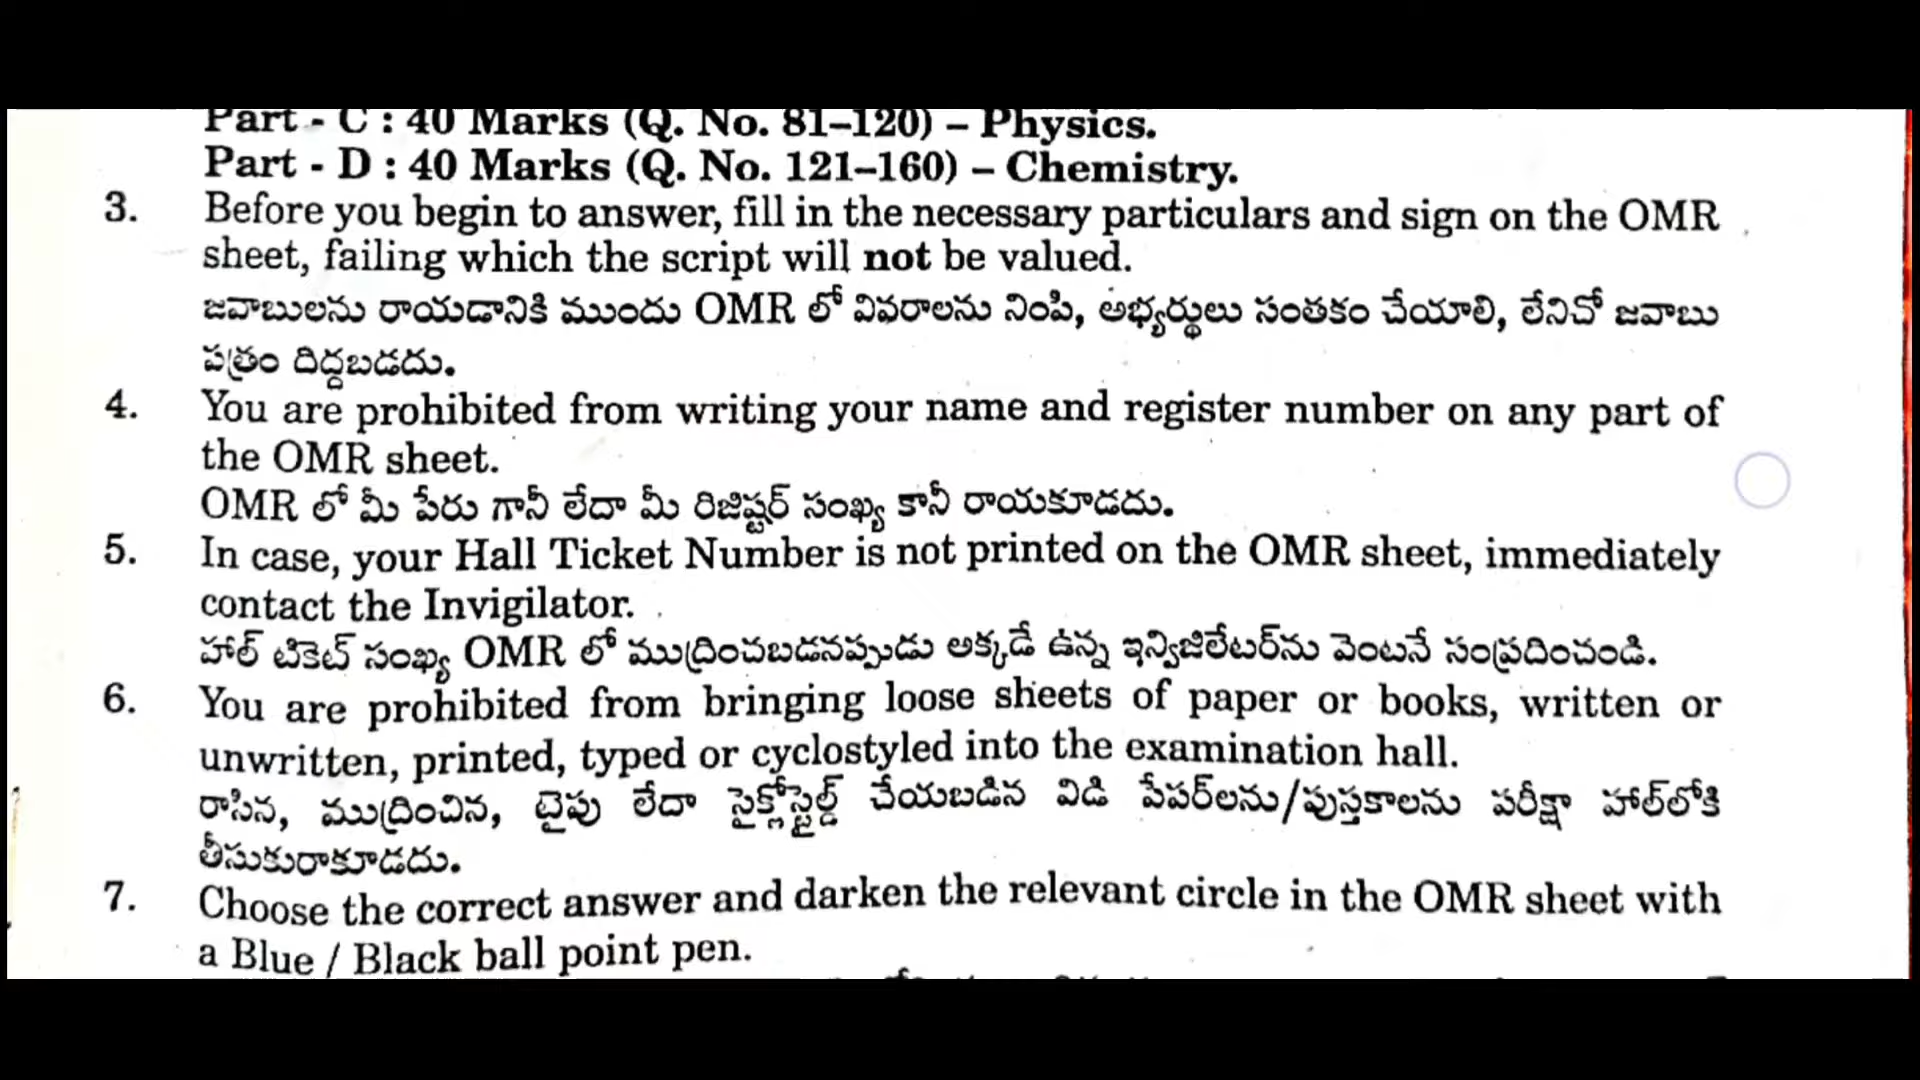 Part - C : 40 Marks (Q. No. 81–120) – Physics.
Part - D : 40 Marks (Q. No. 121–160) – Chemistry.
3. Before you begin to answer, fill in the necessary particulars and sign on the OMR
sheet, failing which the script will not be valued.
జవాబులను రాయడానికి ముందు OMR లో వివరాలను నింపి, అభ్యర్థులు సంతకం చేయాలి, లేనిచో జవాబు
పత్రం దిద్దబడదు.
4. You are prohibited from writing your name and register number on any part of
the OMR sheet.
OMR లో మీ పేరు గానీ లేదా మీ రిజిష్టర్ సంఖ్య కానీ రాయకూడదు.
5. In case, your Hall Ticket Number is not printed on the OMR sheet, immediately
contact the Invigilator.
హాల్ టికెట్ సంఖ్య OMR లో ముద్రించబడనప్పుడు అక్కడే ఉన్న ఇన్విజిలేటర్‌ను వెంటనే సంప్రదించండి.
6. You are prohibited from bringing loose sheets of paper or books, written or
unwritten, printed, typed or cyclostyled into the examination hall.
రాసిన, ముద్రించిన, టైపు లేదా సైక్లోస్టైల్డ్ చేయబడిన విడి పేపర్‌లను/పుస్తకాలను పరీక్షా హాల్‌లోకి
తీసుకురాకూడదు.
7. Choose the correct answer and darken the relevant circle in the OMR sheet with
a Blue / Black ball point pen.